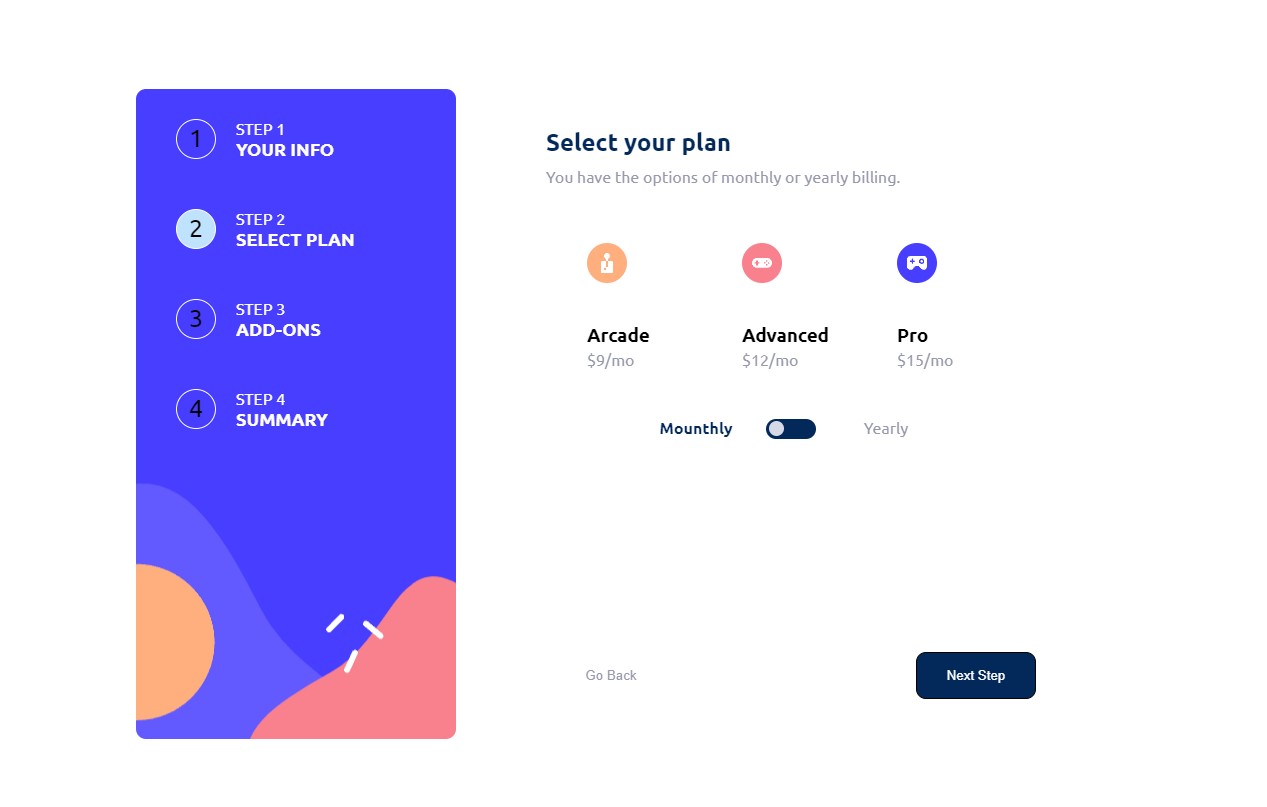 1
STEP 1
YOUR INFO
2
STEP 2
SELECT PLAN
3
STEP 3
ADD-ONS
4
STEP 4
SUMMARY
Select your plan
You have the options of monthly or yearly billing.
Arcade
$9/mo
Advanced
$12/mo
Pro
$15/mo
Mounthly
Yearly
Go Back
Next Step